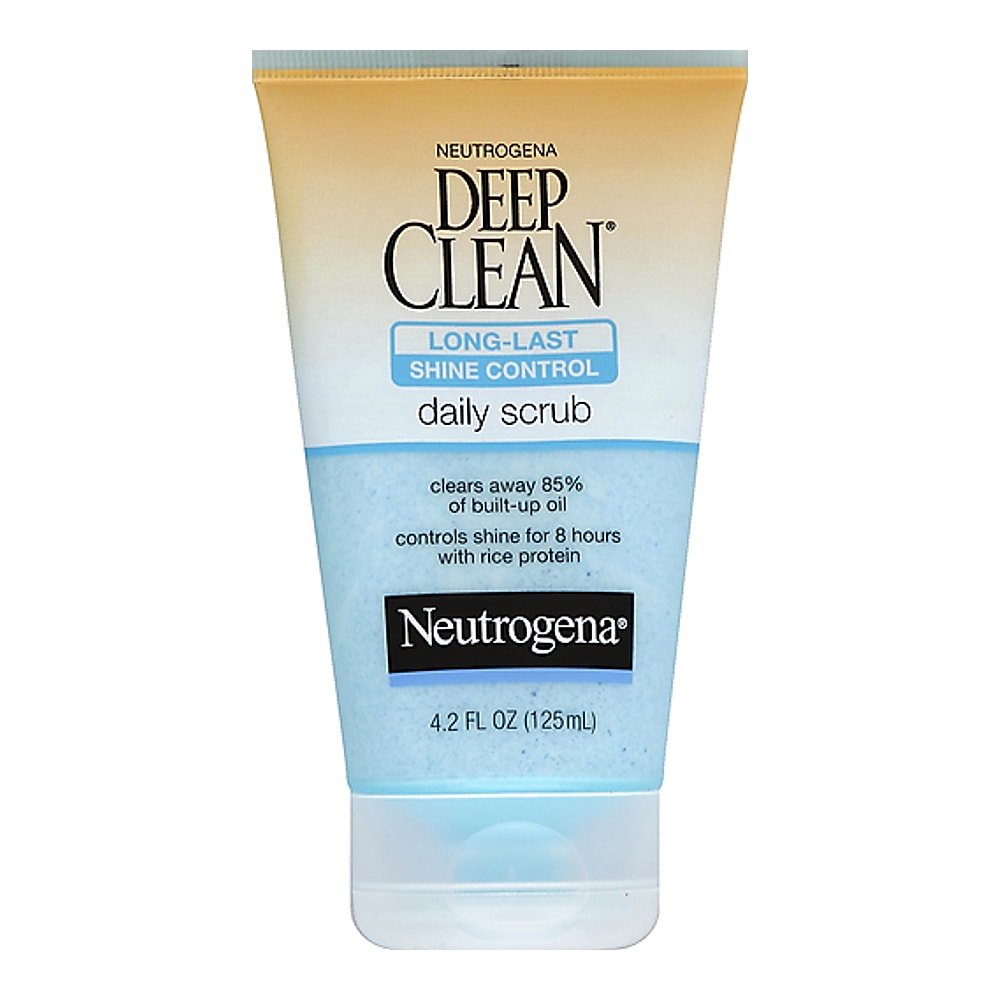 NEUTROGENA
DEEP
CLEAN®
LONG-LAST
SHINE CONTROL
daily scrub
clears away 85%
of built-up oil
controls shine for 8 hours
with rice protein
Neutrogena®
4.2 FL OZ (125mL)